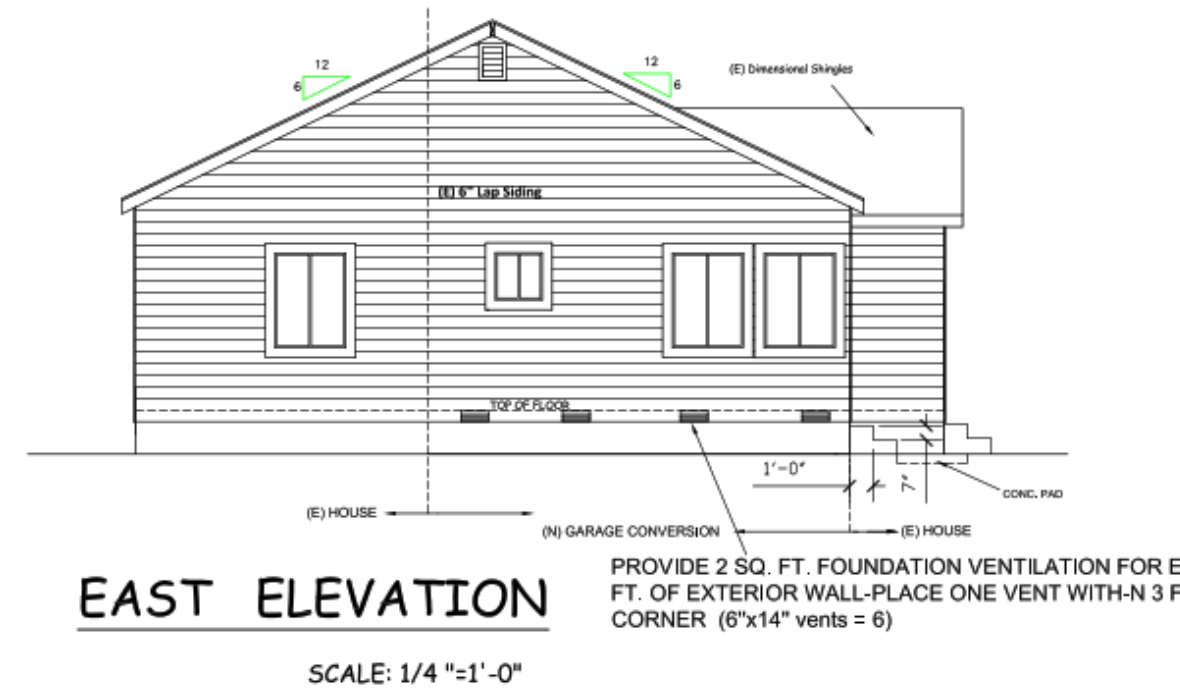 12
6
12
6
(E) Dimensional Shingles
(E) 6" Lap Siding
TOP OF FLOOR
1'-0"
7"
CONC. PAD
(E) HOUSE
(N) GARAGE CONVERSION
(E) HOUSE
EAST ELEVATION
SCALE: 1/4 "=1'-0"
PROVIDE 2 SQ. FT. FOUNDATION VENTILATION FOR E
FT. OF EXTERIOR WALL-PLACE ONE VENT WITH-N 3 F
CORNER (6"x14" vents = 6)